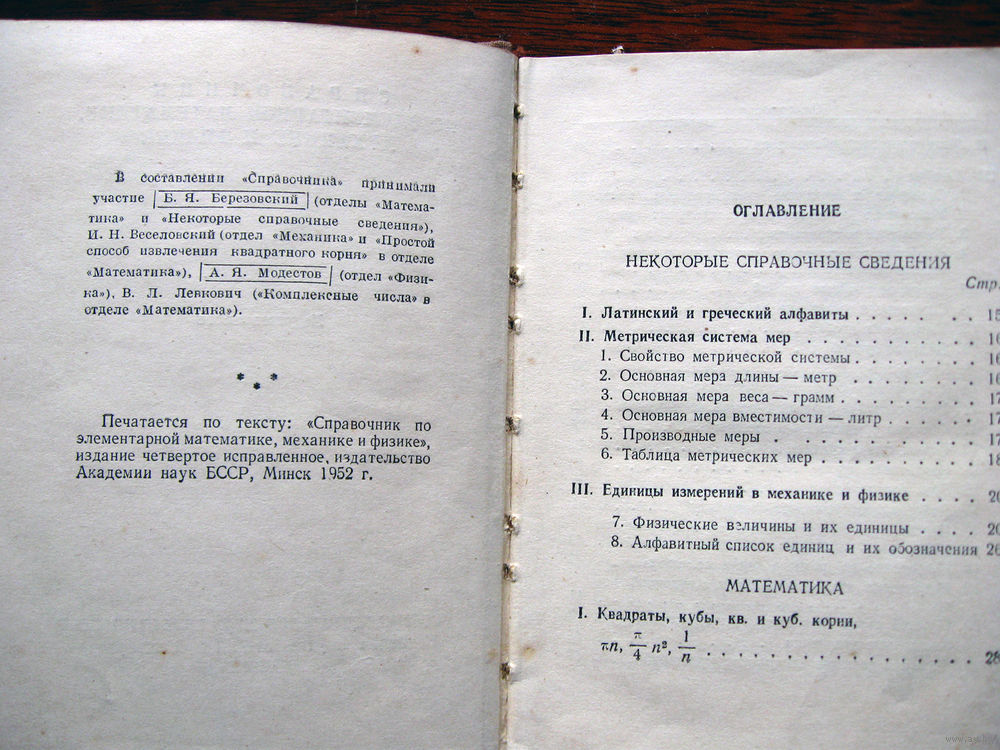 В составлении «Справочника» принимали
участие Б. Я. Березовский (отделы «Матема-
тика» и «Некоторые справочные сведения»),
И. Н. Веселовский (отдел «Механика» и «Простой
способ извлечения квадратного корня» в отделе
«Математика»), А. Я. Модестов (отдел «Физи-
ка»), В. Л. Левкович («Комплексные числа» в
отделе «Математика»).
* * *
Печатается по тексту: «Справочник по
элементарной математике, механике и физике»,
издание четвертое исправленное, издательство
Академии наук БССР, Минск 1952 г.
ОГЛАВЛЕНИЕ
НЕКОТОРЫЕ СПРАВОЧНЫЕ СВЕДЕНИЯ
Стр.
I. Латинский и греческий алфавиты . . . . . . . . 15
II. Метрическая система мер . . . . . . . . . . . 16
1. Свойство метрической системы . . . . . . . . 16
2. Основная мера длины — метр . . . . . . . . 16
3. Основная мера веса — грамм . . . . . . . . 17
4. Основная мера вместимости — литр . . . . . . 17
5. Производные меры . . . . . . . . . . . 17
6. Таблица метрических мер . . . . . . . . . . 18
III. Единицы измерений в механике и физике . . . . 20
7. Физические величины и их единицы . . . . 20
8. Алфавитный список единиц и их обозначения 26
МАТЕМАТИКА
I. Квадраты, кубы, кв. и куб. корни,
πn, π/4 n², 1/n . . . . . . . . . . . . . . . . 28